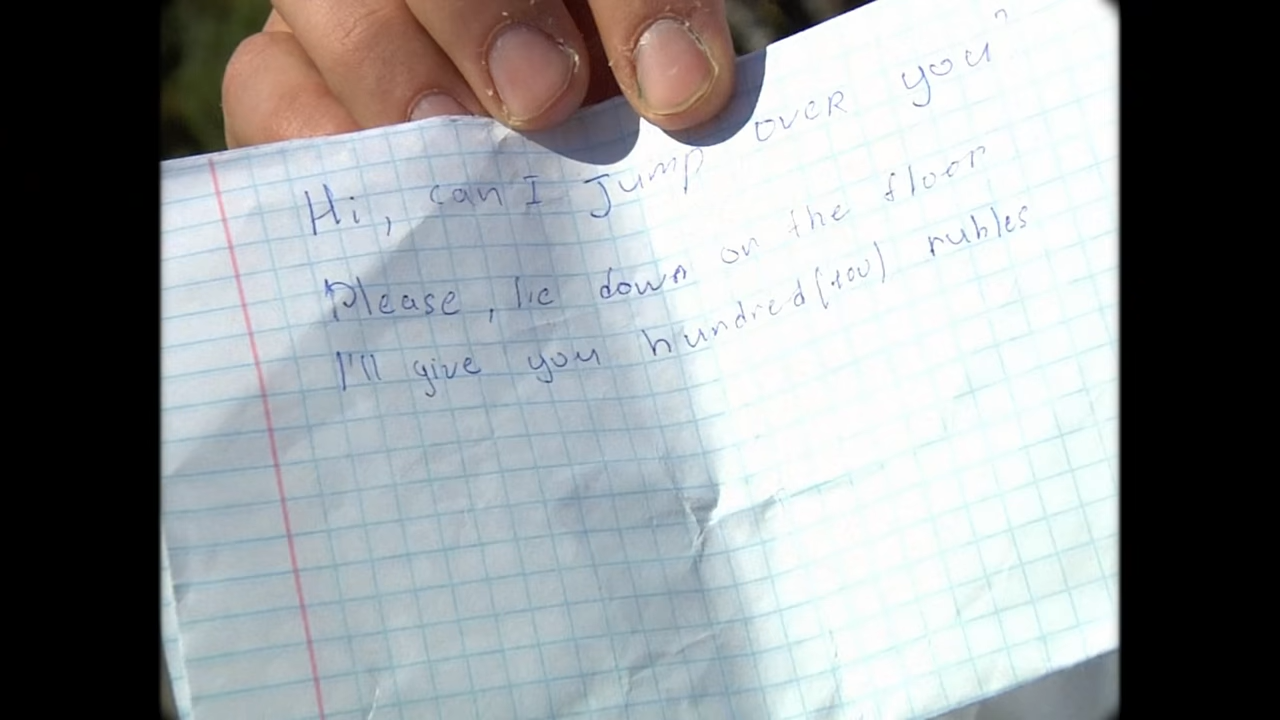 Hi, can I Jump over you?
Please, lie down on the floor
I'll give you hundred(100) rubles